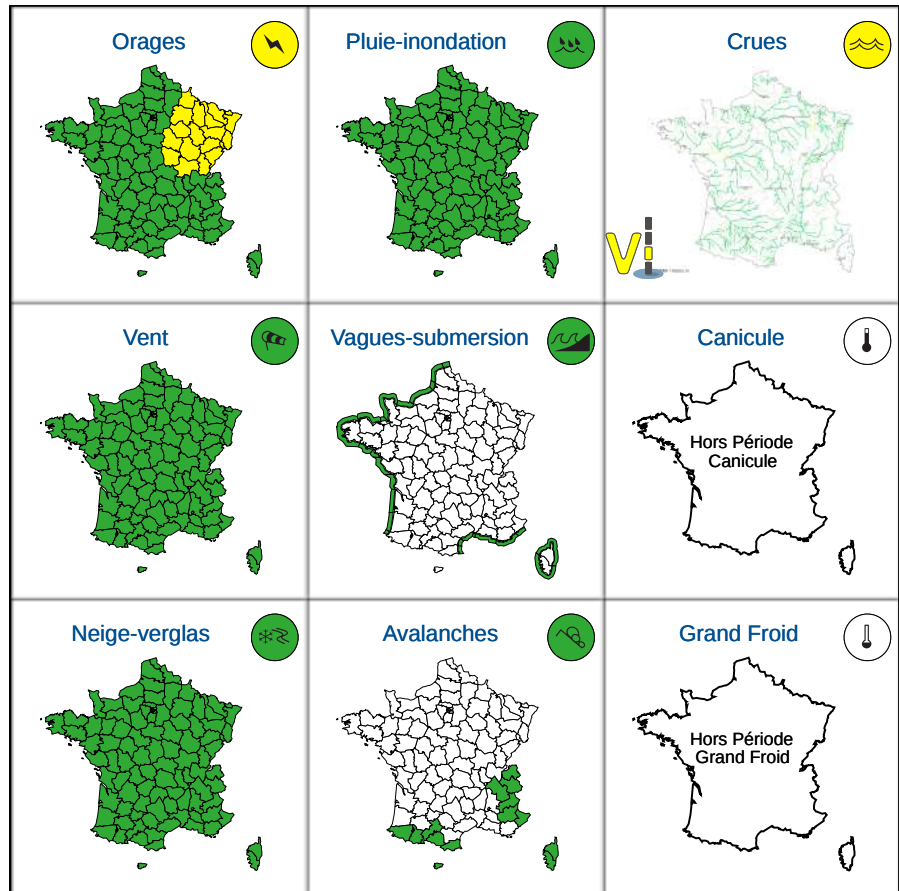 Orages
Pluie-inondation
Crues
Vi
Vent
Vagues-submersion
Canicule
Hors Période
Canicule
Neige-verglas
Avalanches
Grand Froid
Hors Période
Grand Froid